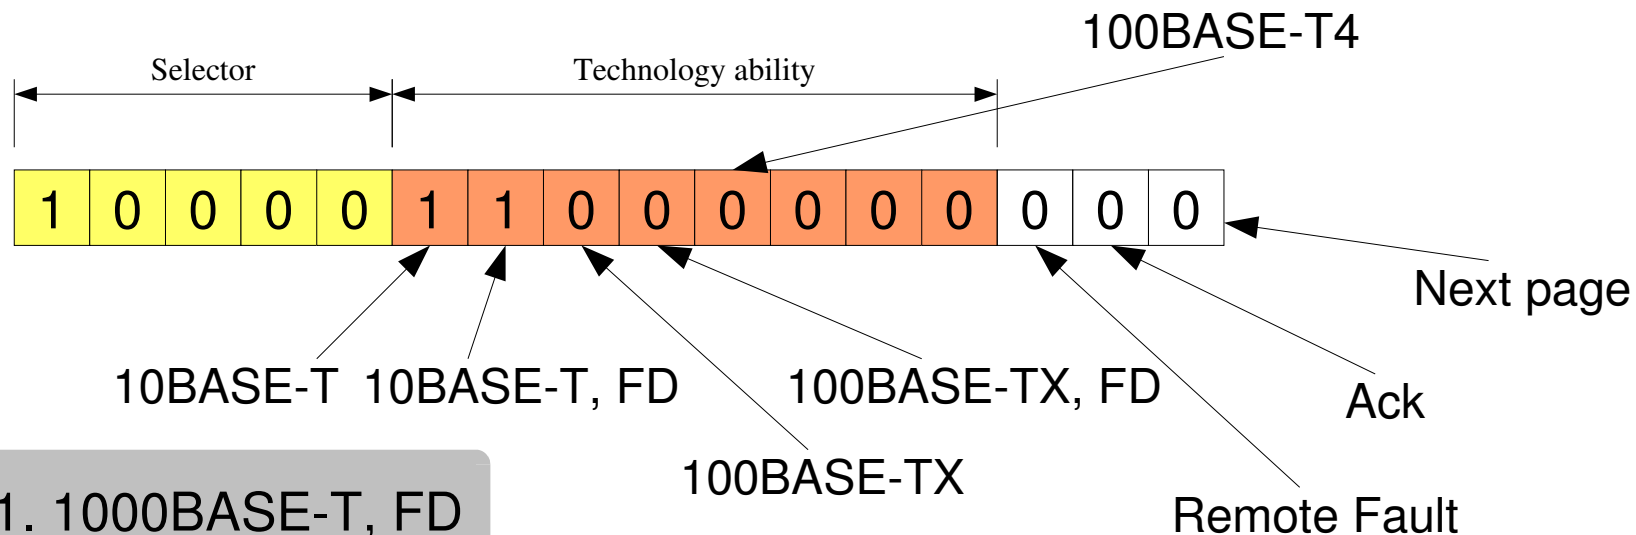 100BASE-T4
Selector Technology ability
1 0 0 0 0 1 1 0 0 0 0 0 0 0 0 0
Next page
10BASE-T 10BASE-T, FD 100BASE-TX, FD Ack
100BASE-TX
1. 1000BASE-T, FD Remote Fault